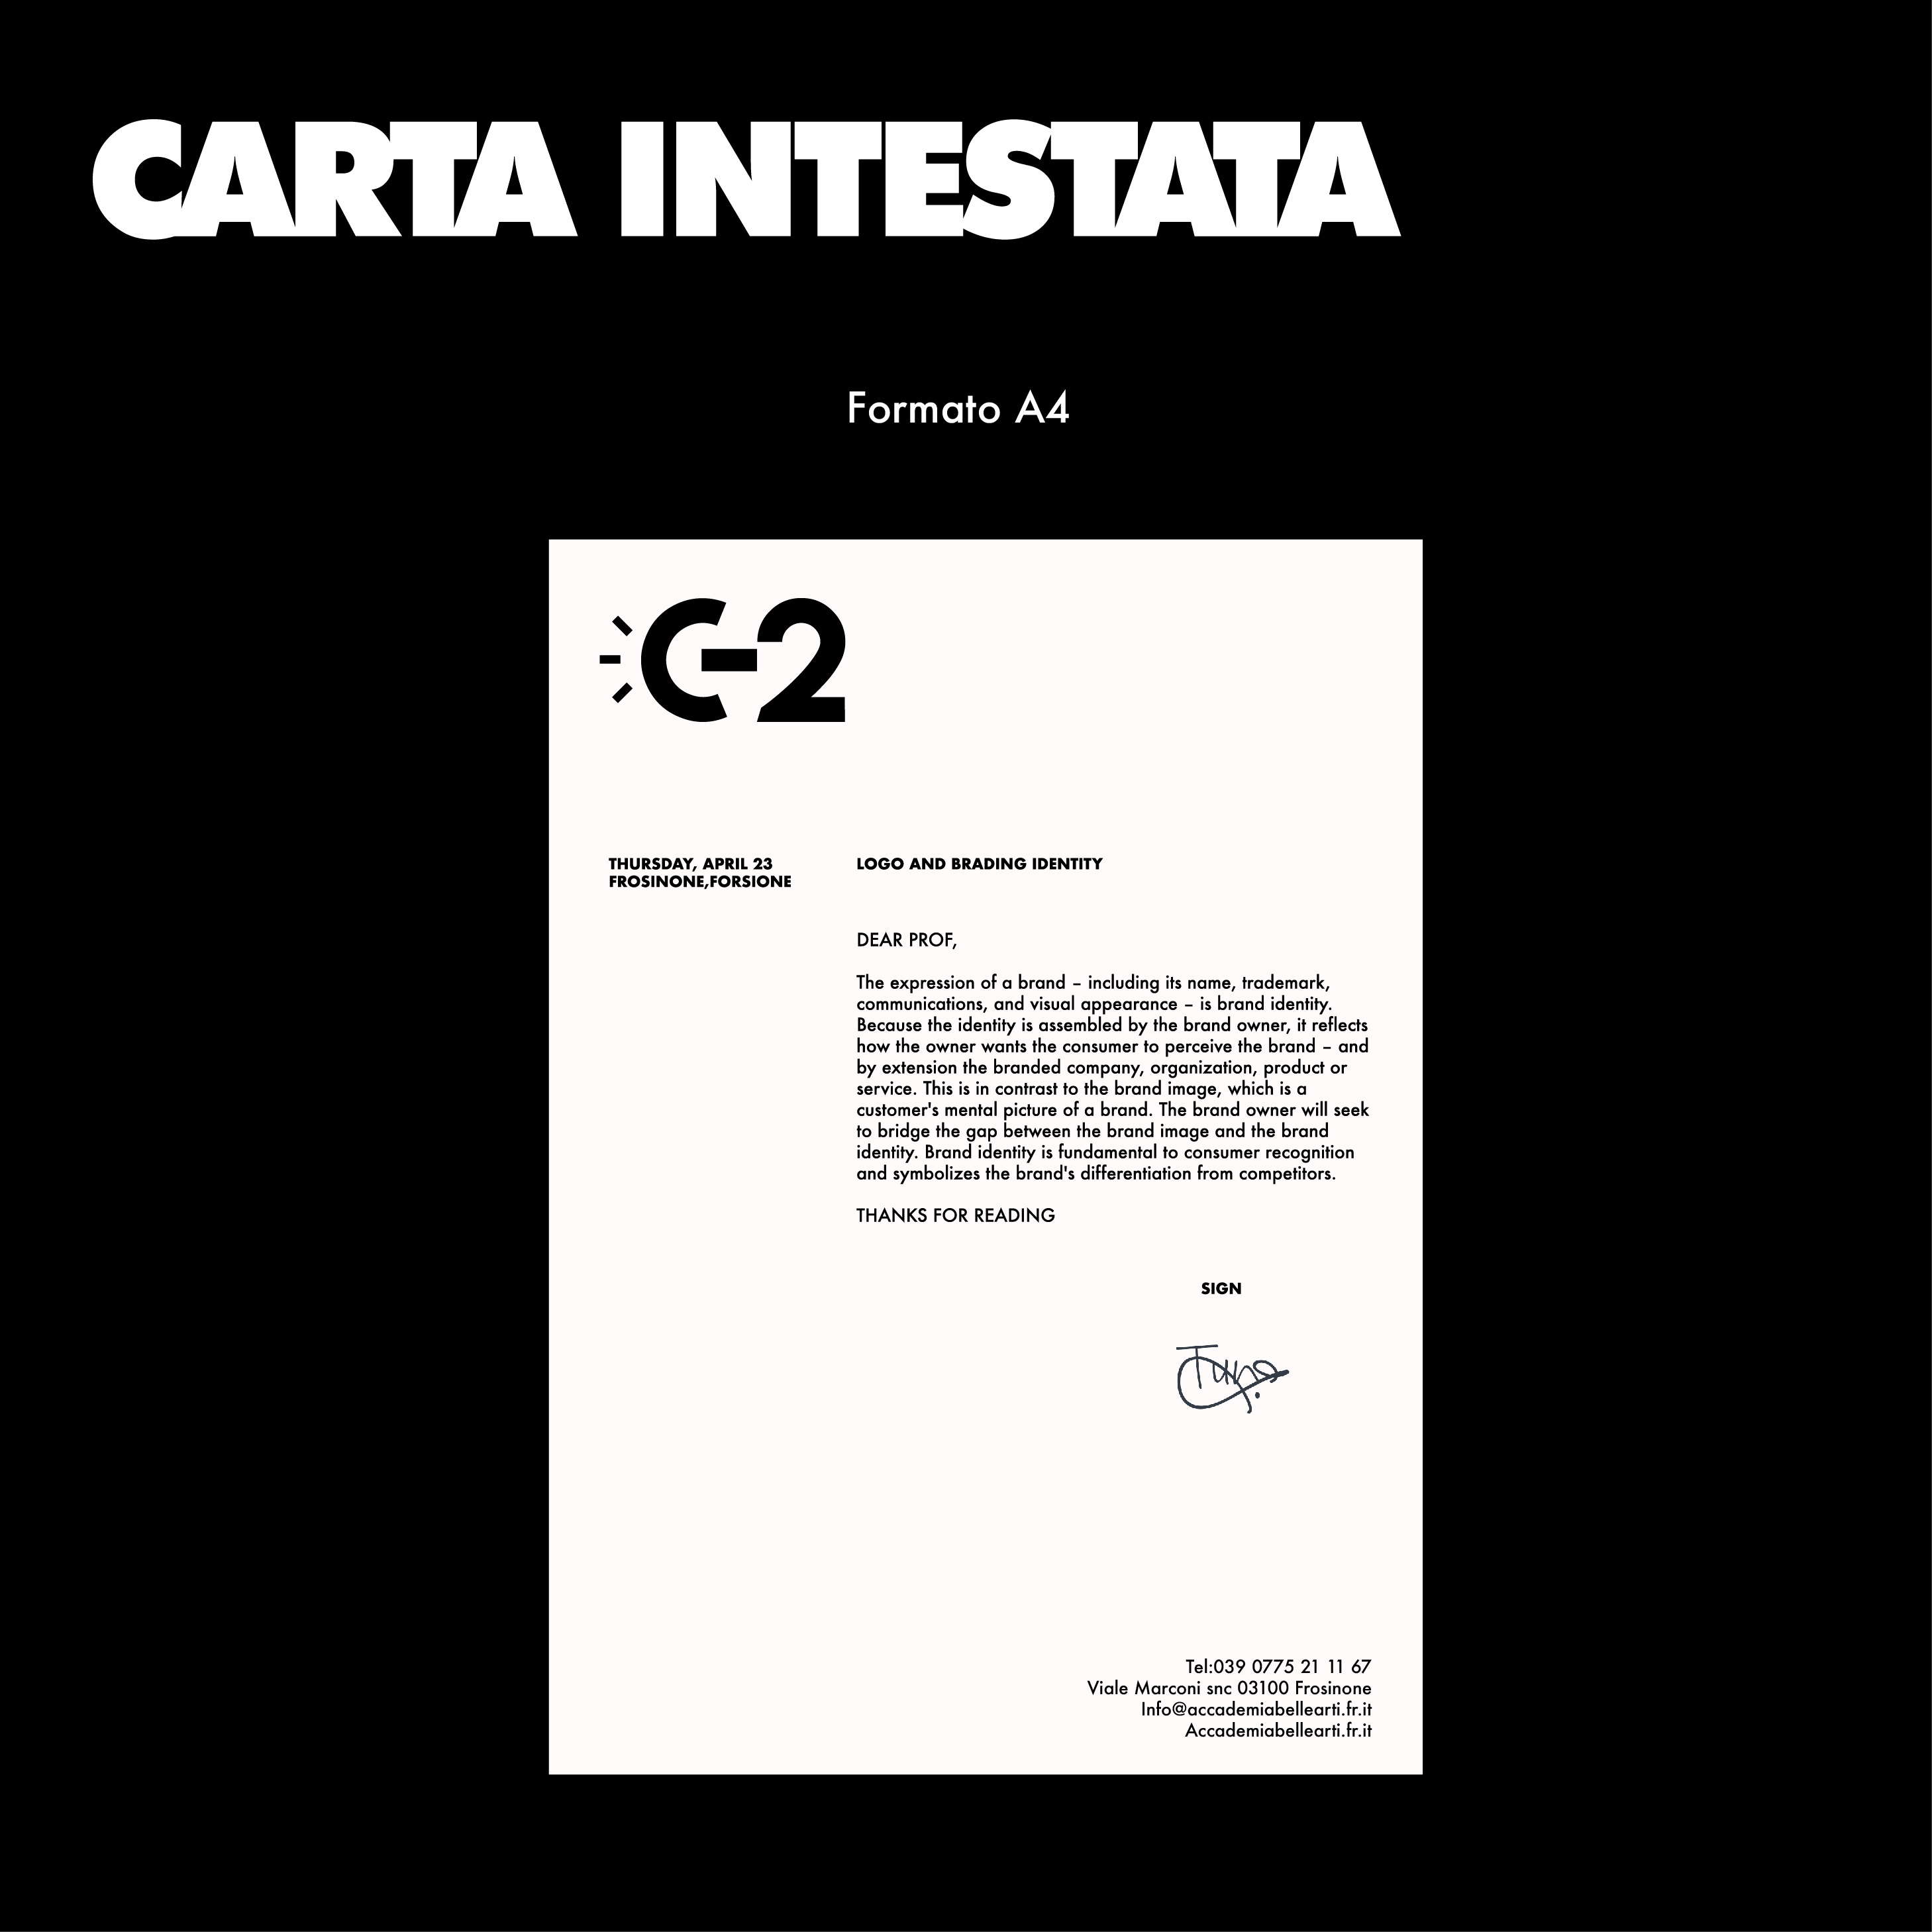 CARTA INTESTATA
Formato A4
C-2
THURSDAY, APRIL 23
FROSINONE,FORSIONE
LOGO AND BRADING IDENTITY
DEAR PROF,
The expression of a brand – including its name, trademark,
communications, and visual appearance – is brand identity.
Because the identity is assembled by the brand owner, it reflects
how the owner wants the consumer to perceive the brand – and
by extension the branded company, organization, product or
service. This is in contrast to the brand image, which is a
customer's mental picture of a brand. The brand owner will seek
to bridge the gap between the brand image and the brand
identity. Brand identity is fundamental to consumer recognition
and symbolizes the brand's differentiation from competitors.
THANKS FOR READING
SIGN
Tel:039 0775 21 11 67
Viale Marconi snc 03100 Frosinone
Info@accademiabellearti.fr.it
Accademiabellearti.fr.it